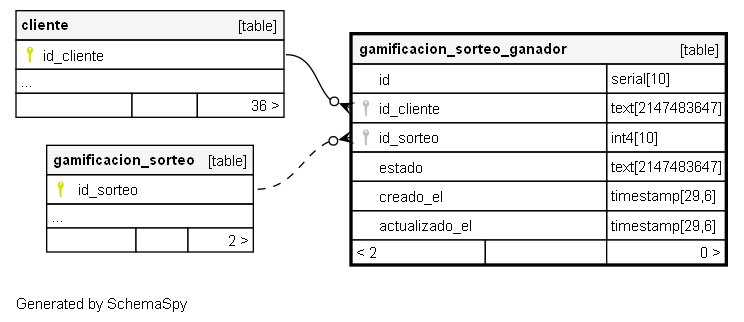 cliente [table]
id_cliente
...
36 >
gamificacion_sorteo [table]
id_sorteo
...
2 >
gamificacion_sorteo_ganador [table]
id serial[10]
id_cliente text[2147483647]
id_sorteo int4[10]
estado text[2147483647]
creado_el timestamp[29,6]
actualizado_el timestamp[29,6]
< 2 0 >
Generated by SchemaSpy